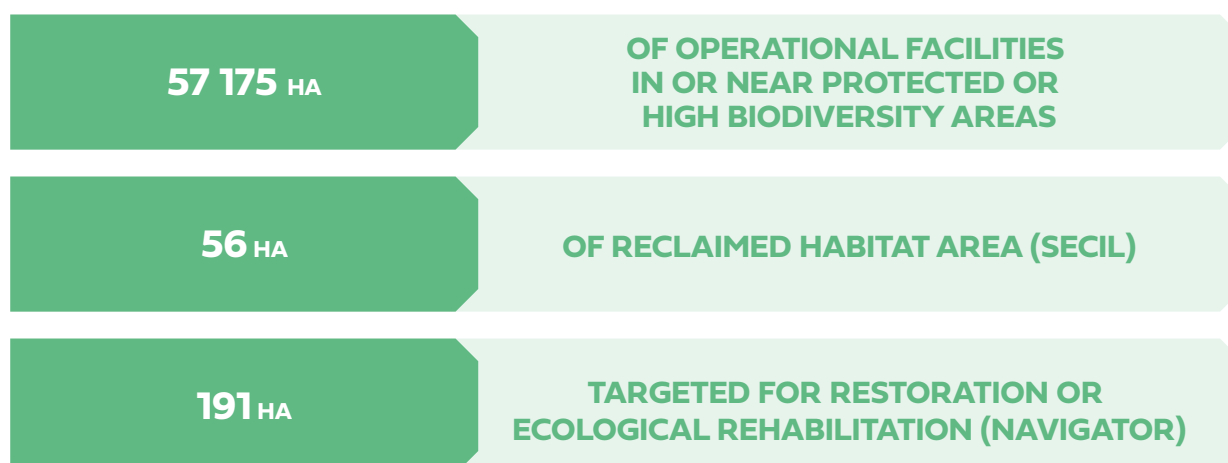 57 175 HA
OF OPERATIONAL FACILITIES
IN OR NEAR PROTECTED OR
HIGH BIODIVERSITY AREAS
56 HA
OF RECLAIMED HABITAT AREA (SECIL)
191 HA
TARGETED FOR RESTORATION OR
ECOLOGICAL REHABILITATION (NAVIGATOR)